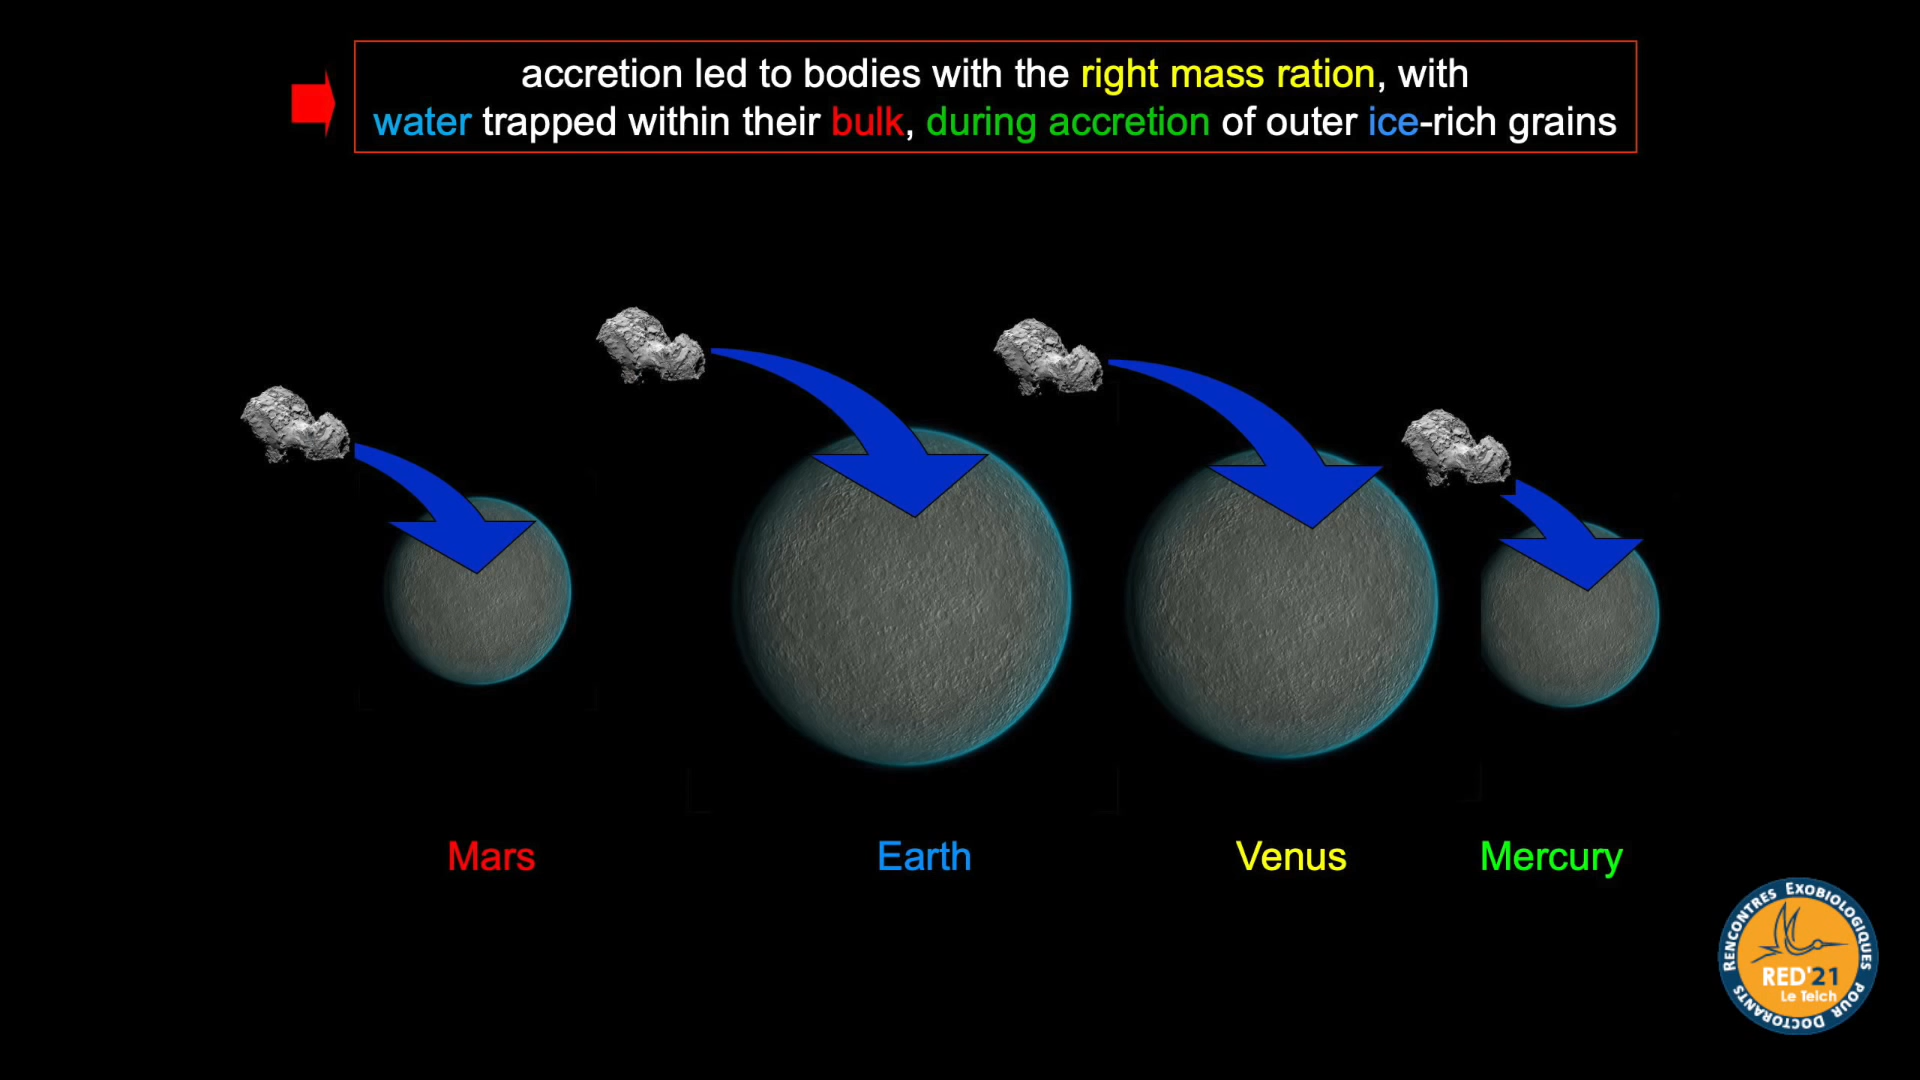 accretion led to bodies with the right mass ration, with
water trapped within their bulk, during accretion of outer ice-rich grains
Mars
Earth
Venus
Mercury
RENCONTRES EXOBIOLOGIQUES
POUR DOCTORANTS
RED'21
Le Teich